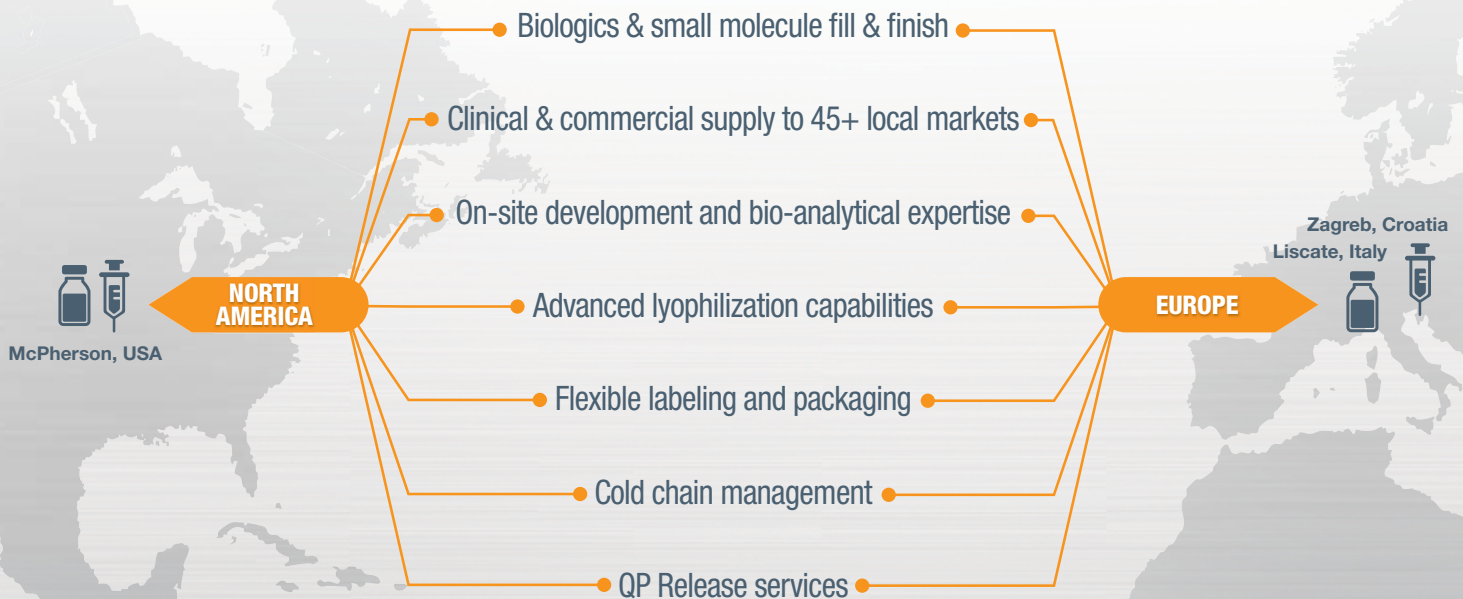 Biologics & small molecule fill & finish
Clinical & commercial supply to 45+ local markets
On-site development and bio-analytical expertise
Zagreb, Croatia
Liscate, Italy
E
E
NORTH
AMERICA
Advanced lyophilization capabilities
EUROPE
McPherson, USA
Flexible labeling and packaging
Cold chain management
QP Release services